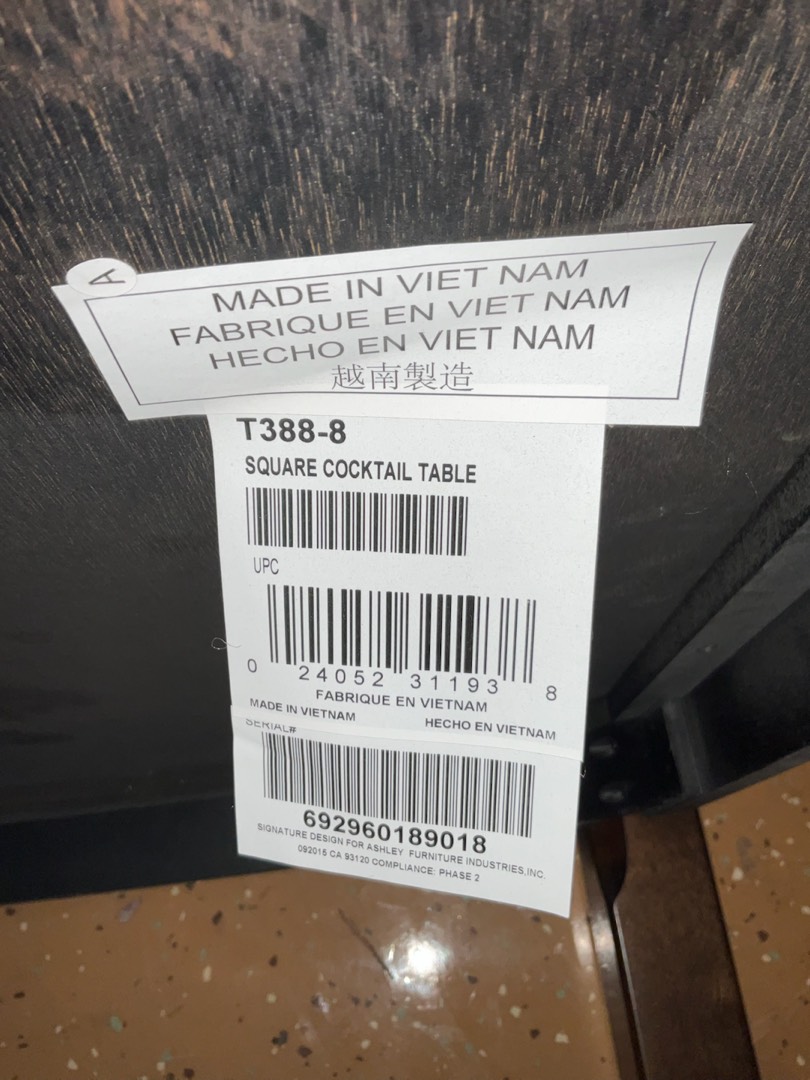 A
MADE IN VIET NAM
FABRIQUE EN VIET NAM
HECHO EN VIET NAM
越南製造
T388-8
SQUARE COCKTAIL TABLE
UPC
0 24052 31193 8
FABRIQUE EN VIETNAM
MADE IN VIETNAM HECHO EN VIETNAM
SERIAL#
692960189018
SIGNATURE DESIGN FOR ASHLEY FURNITURE INDUSTRIES,INC.
092015 CA 93120 COMPLIANCE: PHASE 2